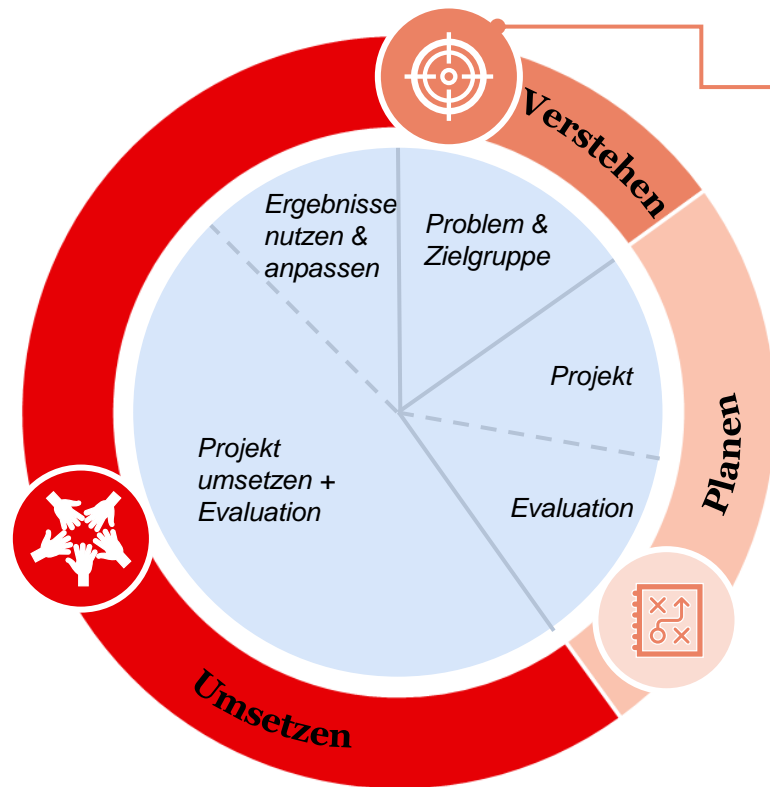 Verstehen
Ergebnisse
nutzen &
anpassen
Problem &
Zielgruppe
Projekt
Planen
Projekt
umsetzen +
Evaluation
Evaluation
Umsetzen